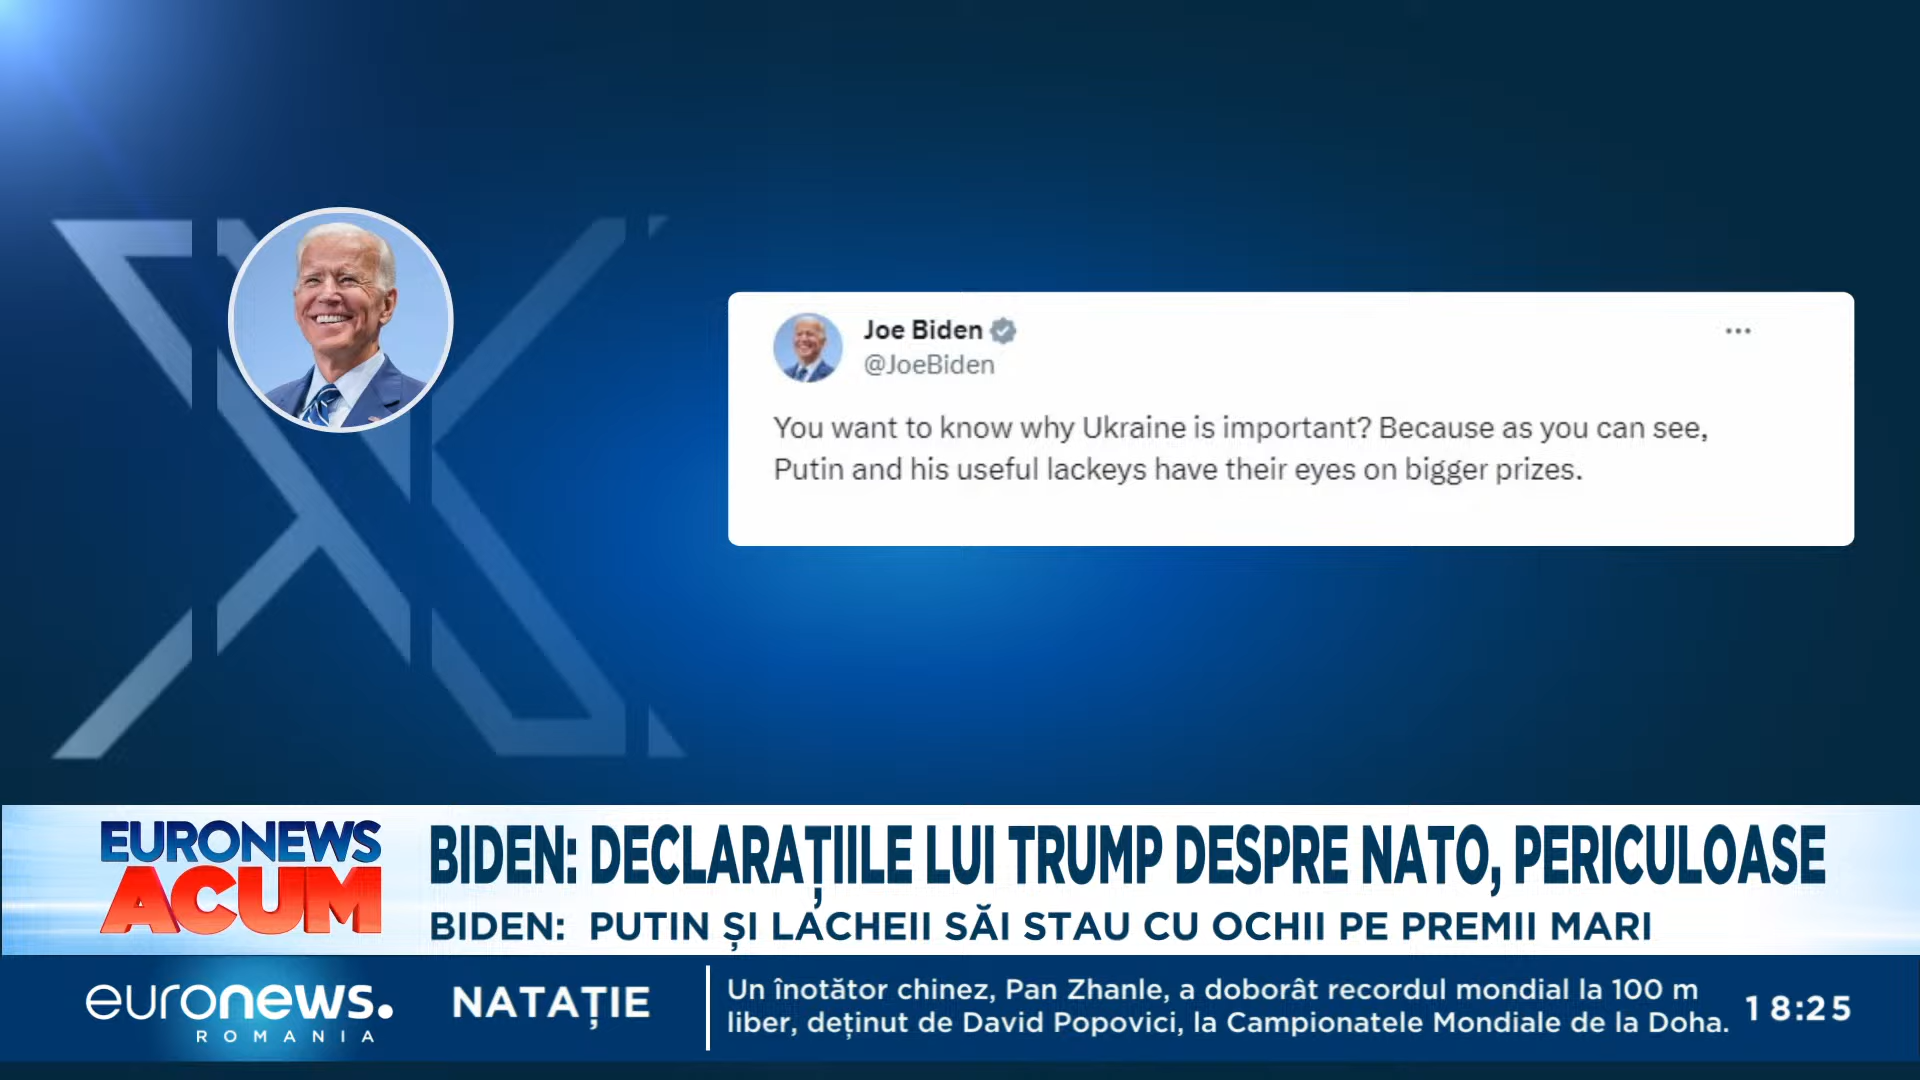 Joe Biden
@JoeBiden
You want to know why Ukraine is important? Because as you can see,
Putin and his useful lackeys have their eyes on bigger prizes.
EURONEWS
ACUM
BIDEN: DECLARAȚIILE LUI TRUMP DESPRE NATO, PERICULOASE
BIDEN: PUTIN ȘI LACHEII SĂI STAU CU OCHII PE PREMII MARI
euronews.
ROMANIA
NATAȚIE
Un înotător chinez, Pan Zhanle, a doborât recordul mondial la 100 m
liber, deținut de David Popovici, la Campionatele Mondiale de la Doha.
18:25